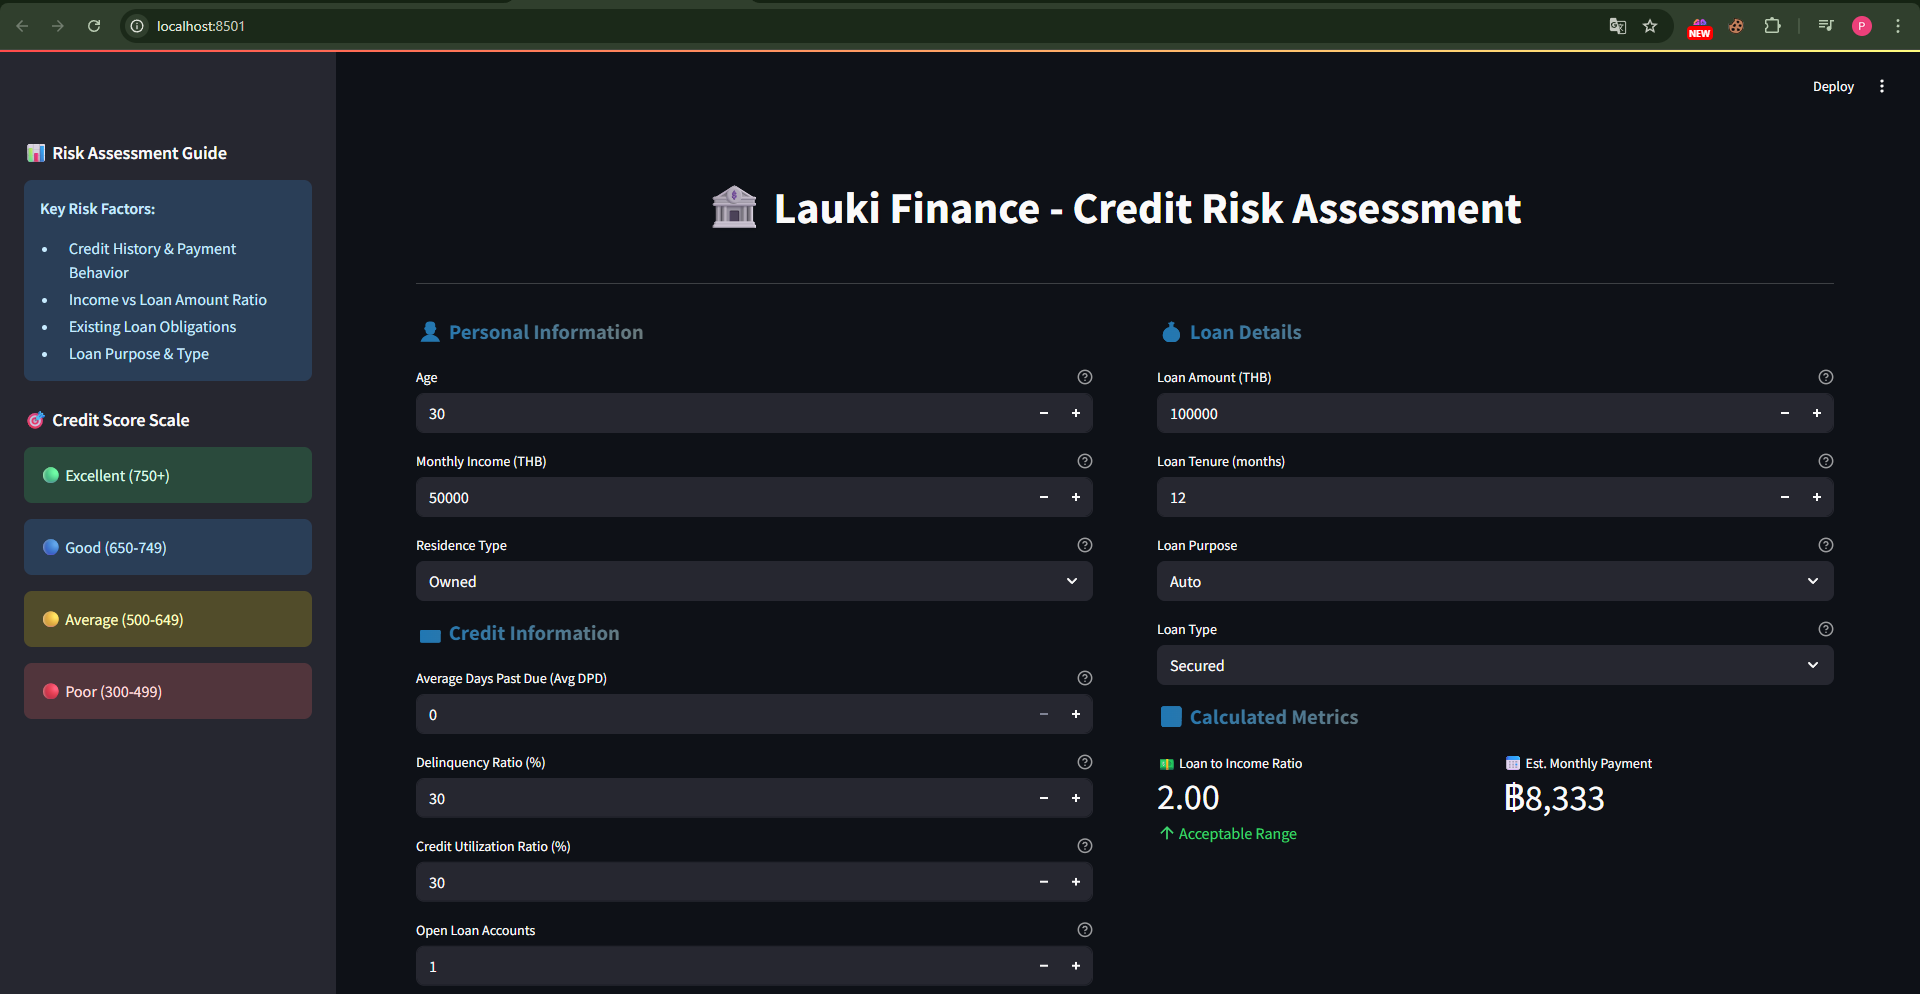 localhost:8501
NEW
P
Deploy
Risk Assessment Guide
Key Risk Factors:
• Credit History & Payment
Behavior
• Income vs Loan Amount Ratio
• Existing Loan Obligations
• Loan Purpose & Type
Credit Score Scale
Excellent (750+)
Good (650-749)
Average (500-649)
Poor (300-499)
Lauki Finance - Credit Risk Assessment
Personal Information
Age
30
Monthly Income (THB)
50000
Residence Type
Owned
Credit Information
Average Days Past Due (Avg DPD)
0
Delinquency Ratio (%)
30
Credit Utilization Ratio (%)
30
Open Loan Accounts
1
Loan Details
Loan Amount (THB)
100000
Loan Tenure (months)
12
Loan Purpose
Auto
Loan Type
Secured
Calculated Metrics
Loan to Income Ratio
2.00
↑ Acceptable Range
Est. Monthly Payment
฿8,333